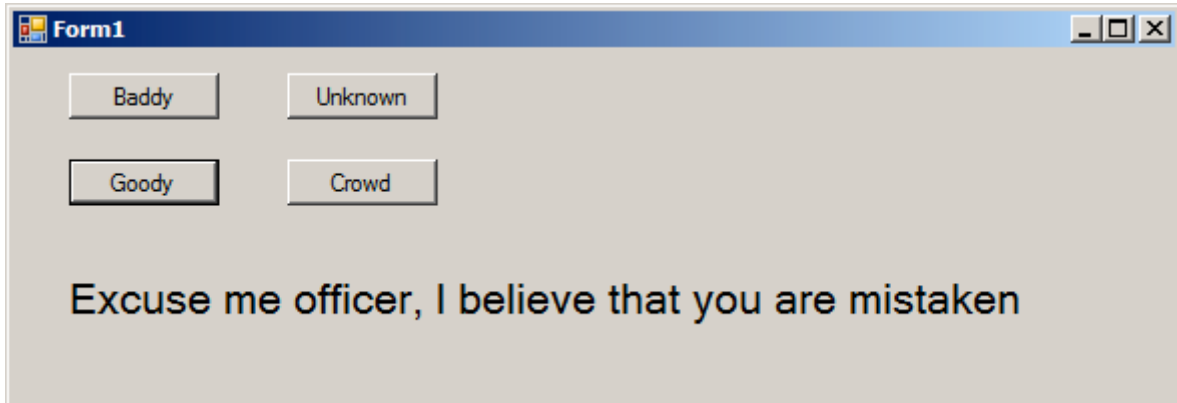 Form1
Baddy Unknown
Goody Crowd
Excuse me officer, I believe that you are mistaken